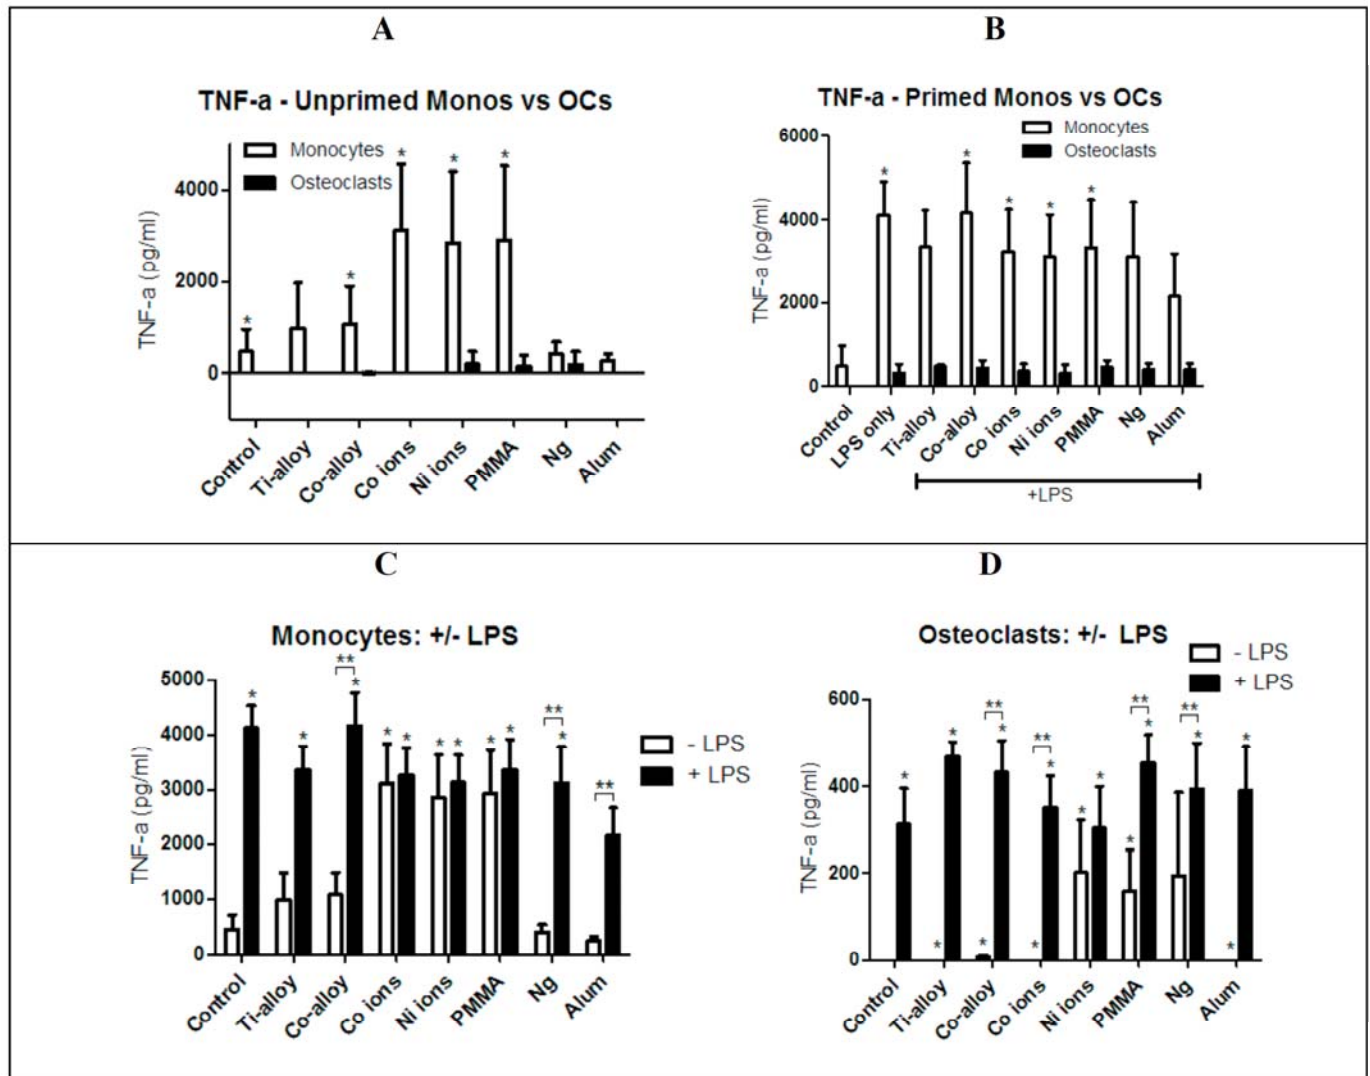 A
TNF-a - Unprimed Monos vs OCs
Monocytes
Osteoclasts
TNF-a (pg/ml)
4000
2000
0
* * * * *
Control Ti-alloy Co-alloy Co ions Ni ions PMMA Ng Alum
B
TNF-a - Primed Monos vs OCs
Monocytes
Osteoclasts
TNF-a (pg/ml)
6000
4000
2000
0
* * * * *
Control LPS only Ti-alloy Co-alloy Co ions Ni ions PMMA Ng Alum
+LPS
C
Monocytes: +/- LPS
- LPS
+ LPS
TNF-a (pg/ml)
5000
4000
3000
2000
1000
0
** ** **
* * * * * * * * * *
Control Ti-alloy Co-alloy Co ions Ni ions PMMA Ng Alum
D
Osteoclasts: +/- LPS
- LPS
+ LPS
TNF-a (pg/ml)
600
400
200
0
** ** ** **
* * * * * * * * * * * * * *
Control Ti-alloy Co-alloy Co ions Ni ions PMMA Ng Alum